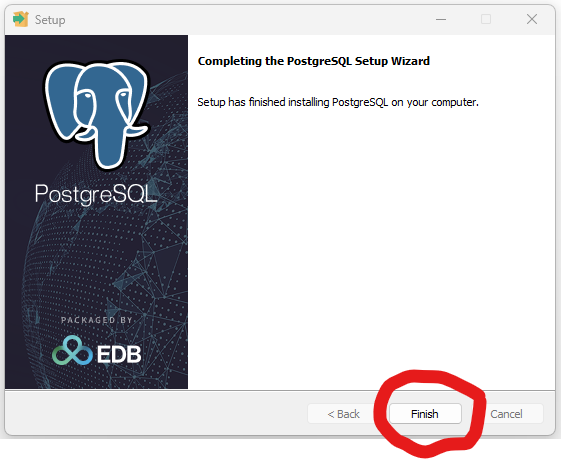 Setup
Completing the PostgreSQL Setup Wizard
Setup has finished installing PostgreSQL on your computer.
PostgreSQL
PACKAGED BY
EDB
< Back
Finish
Cancel